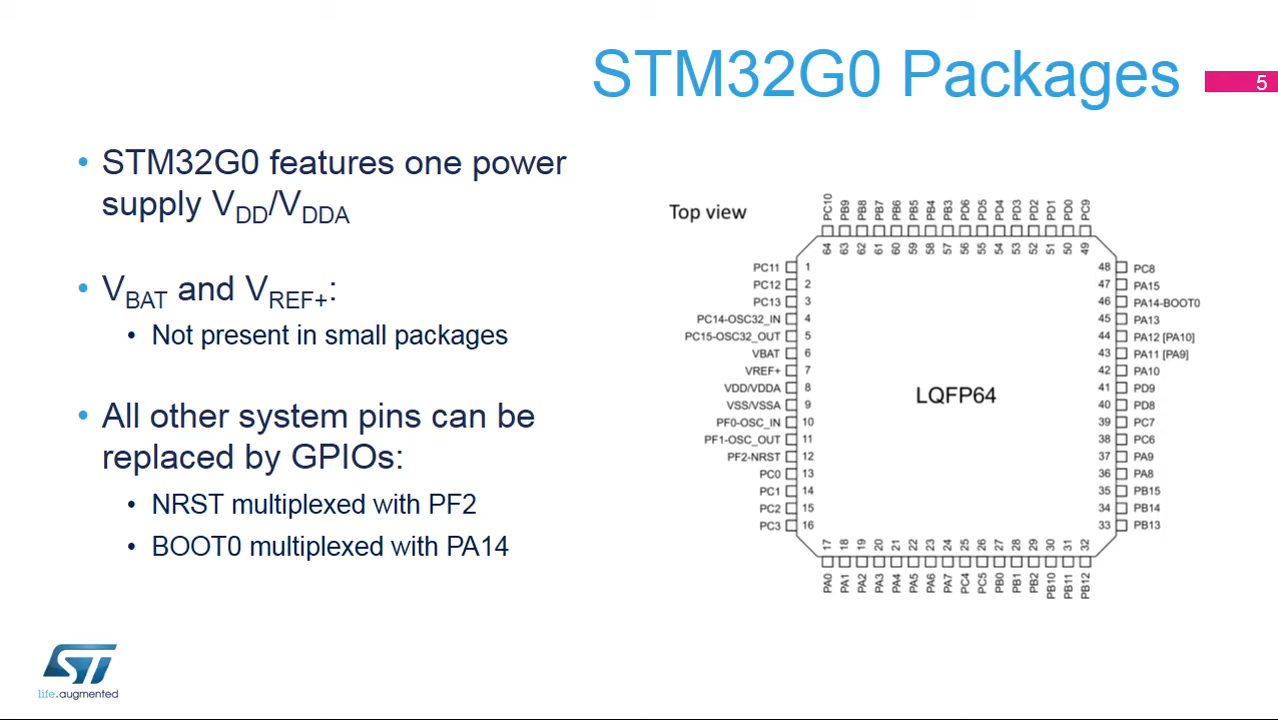 STM32G0 Packages
5
• STM32G0 features one power
supply VDD/VDDA
• VBAT and VREF+:
• Not present in small packages
• All other system pins can be
replaced by GPIOs:
• NRST multiplexed with PF2
• BOOT0 multiplexed with PA14
Top view
PC10 PB9 PB8 PB7 PB6 PB5 PB4 PB3 PD6 PD5 PD4 PD3 PD2 PD1 PD0 PC9
64 63 62 61 60 59 58 57 56 55 54 53 52 51 50 49
PC11 1
PC12 2
PC13 3
PC14-OSC32_IN 4
PC15-OSC32_OUT 5
VBAT 6
VREF+ 7
VDD/VDDA 8
VSS/VSSA 9
PF0-OSC_IN 10
PF1-OSC_OUT 11
PF2-NRST 12
PC0 13
PC1 14
PC2 15
PC3 16
LQFP64
48 PC8
47 PA15
46 PA14-BOOT0
45 PA13
44 PA12 [PA10]
43 PA11 [PA9]
42 PA10
41 PD9
40 PD8
39 PC7
38 PC6
37 PA9
36 PA8
35 PB15
34 PB14
33 PB13
17 18 19 20 21 22 23 24 25 26 27 28 29 30 31 32
PA0 PA1 PA2 PA3 PA4 PA5 PA6 PA7 PC4 PC5 PB0 PB1 PB2 PB10 PB11 PB12
ST
life.augmented